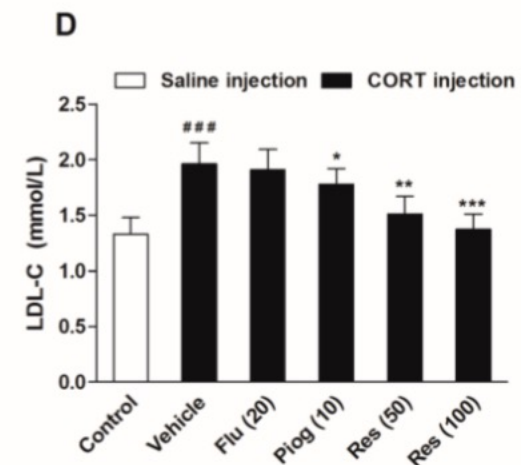 D
Saline injection CORT injection
LDL-C (mmol/L)
2.5
2.0
1.5
1.0
0.5
0.0
###
*
**
***
Control Vehicle Flu (20) Piog (10) Res (50) Res (100)